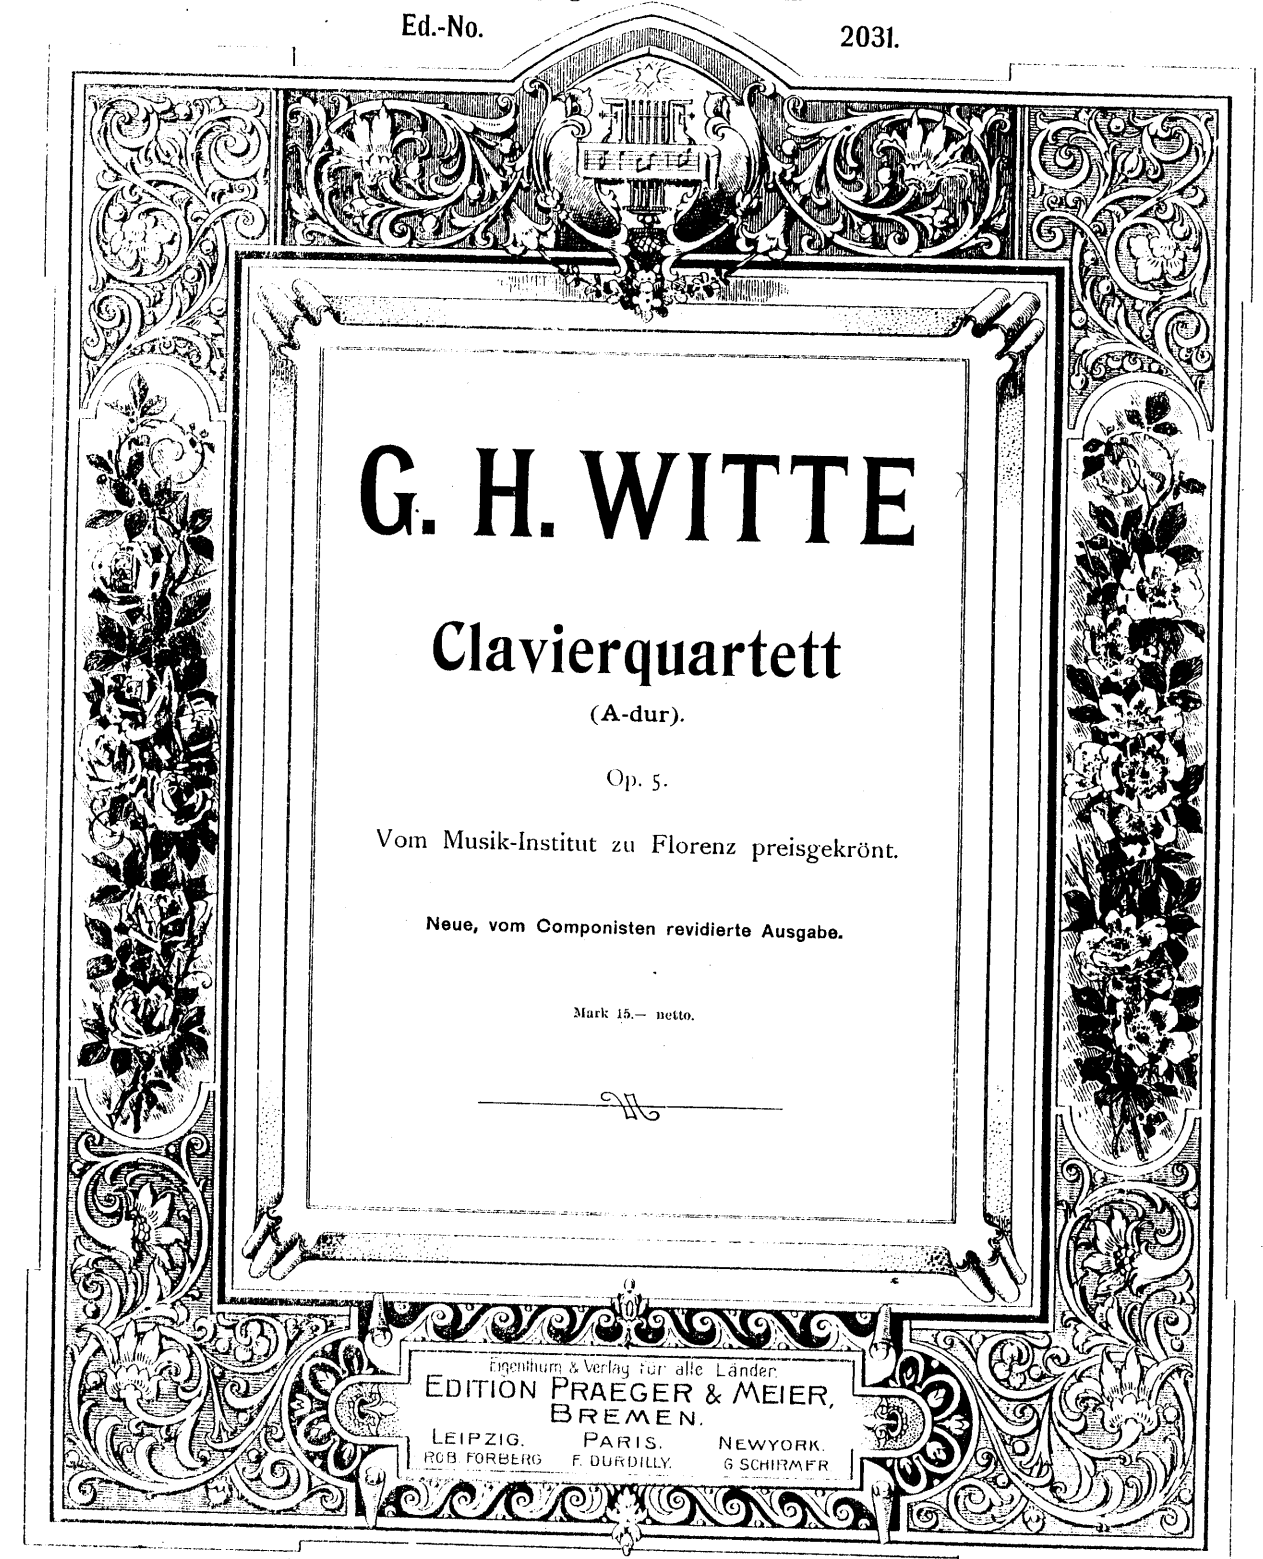 Ed.-No. 2031.
G. H. WITTE
Clavierquartett
(A-dur).
Op. 5.
Vom Musik-Institut zu Florenz preisgekrönt.
Neue, vom Componisten revidierte Ausgabe.
Mark 15.— netto.
Eigenthum & Verlag für alle Länder.
EDITION PRAEGER & MEIER,
BREMEN.
LEIPZIG. PARIS. NEWYORK.
ROB. FORBERG F. DURDILLY. G. SCHIRMER